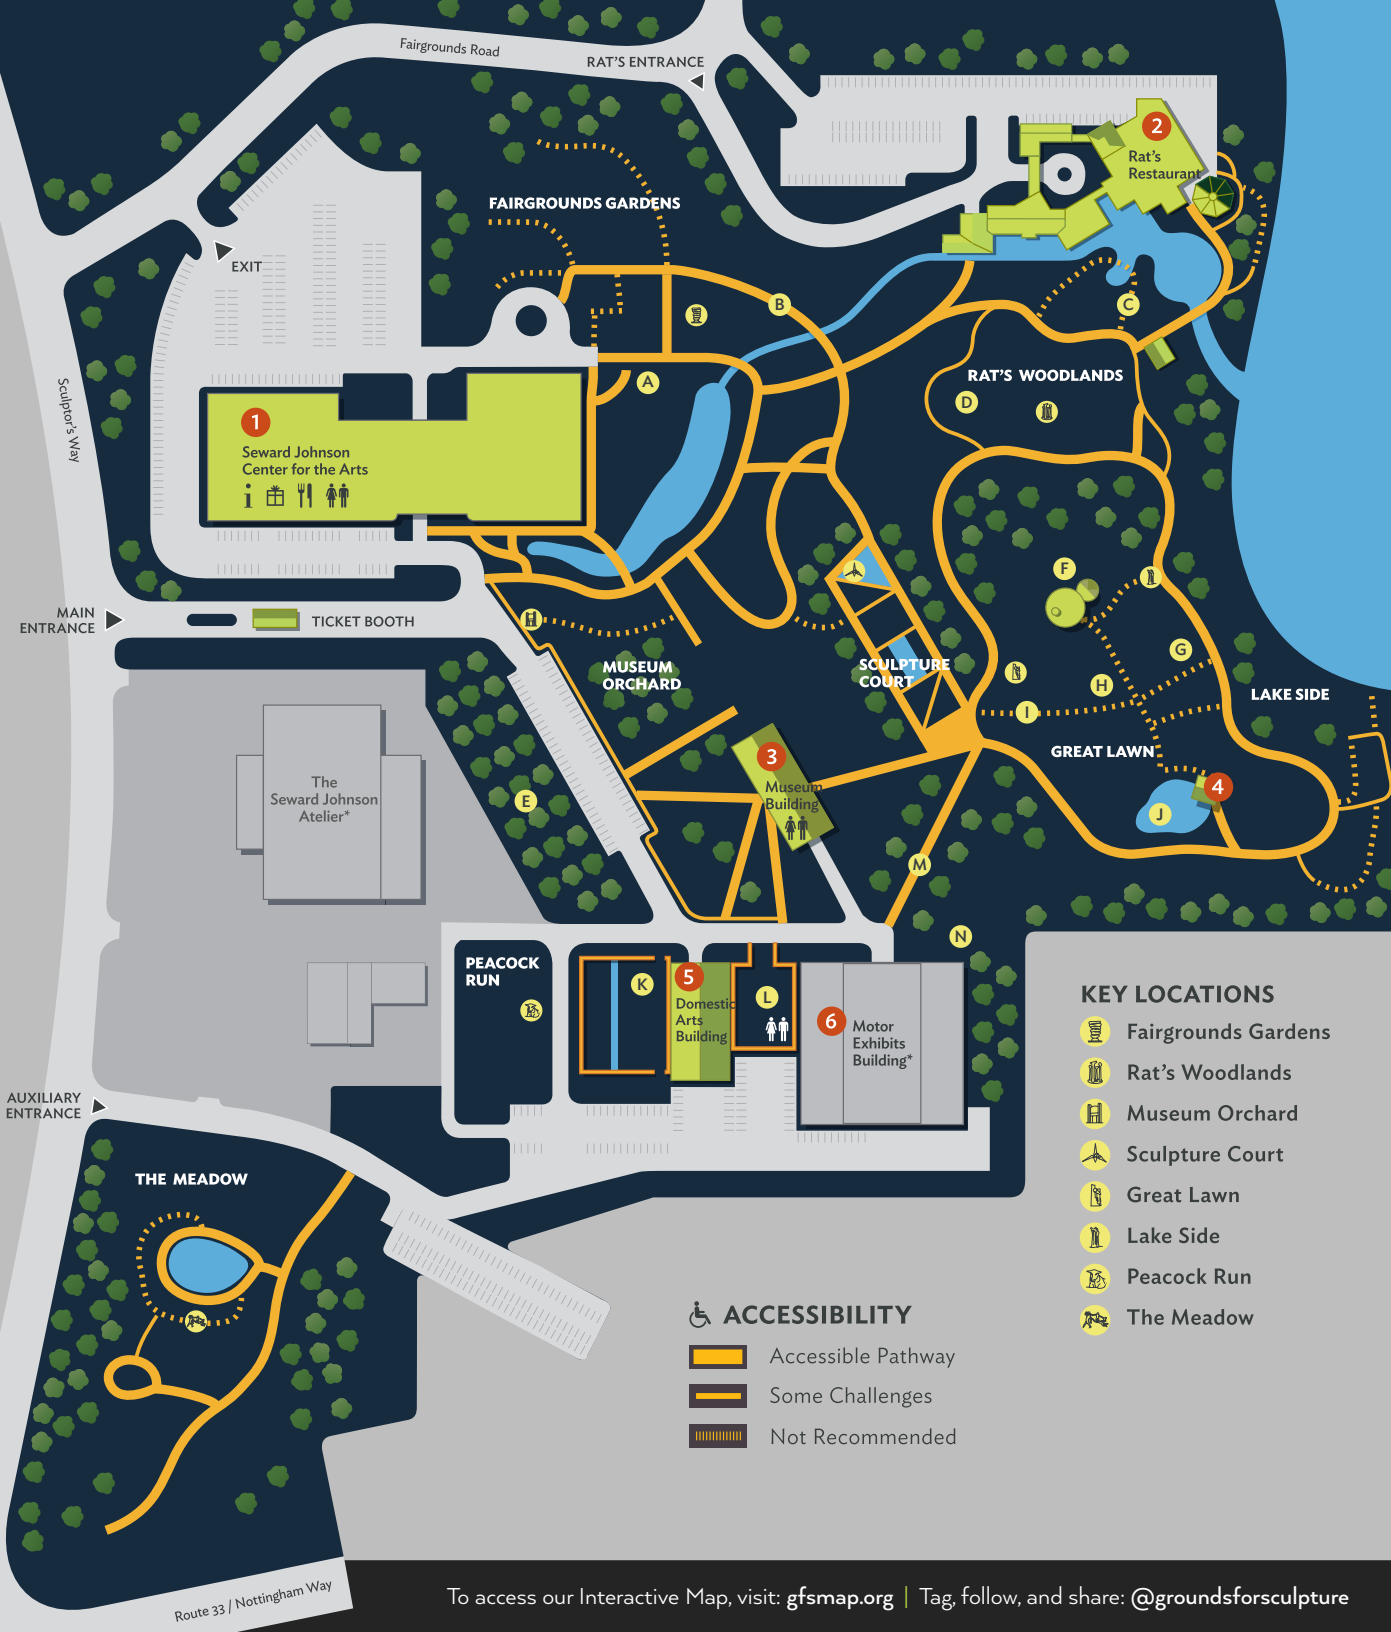 Fairgrounds Road
RAT'S ENTRANCE
2
Rat's
Restaurant
FAIRGROUNDS GARDENS
EXIT
B
C
A
RAT'S WOODLANDS
D
Sculptor's Way
1
Seward Johnson
Center for the Arts
i
F
MAIN
ENTRANCE
TICKET BOOTH
MUSEUM
ORCHARD
SCULPTURE
COURT
G
H
I
LAKE SIDE
GREAT LAWN
3
Museum
Building
4
J
The
Seward Johnson
Atelier*
E
M
N
PEACOCK
RUN
K
5
Domestic
Arts
Building
L
6
Motor
Exhibits
Building*
KEY LOCATIONS
Fairgrounds Gardens
Rat's Woodlands
Museum Orchard
Sculpture Court
Great Lawn
Lake Side
Peacock Run
The Meadow
AUXILIARY
ENTRANCE
THE MEADOW
ACCESSIBILITY
Accessible Pathway
Some Challenges
Not Recommended
Route 33 / Nottingham Way
To access our Interactive Map, visit: gfsmap.org | Tag, follow, and share: @groundsforsculpture